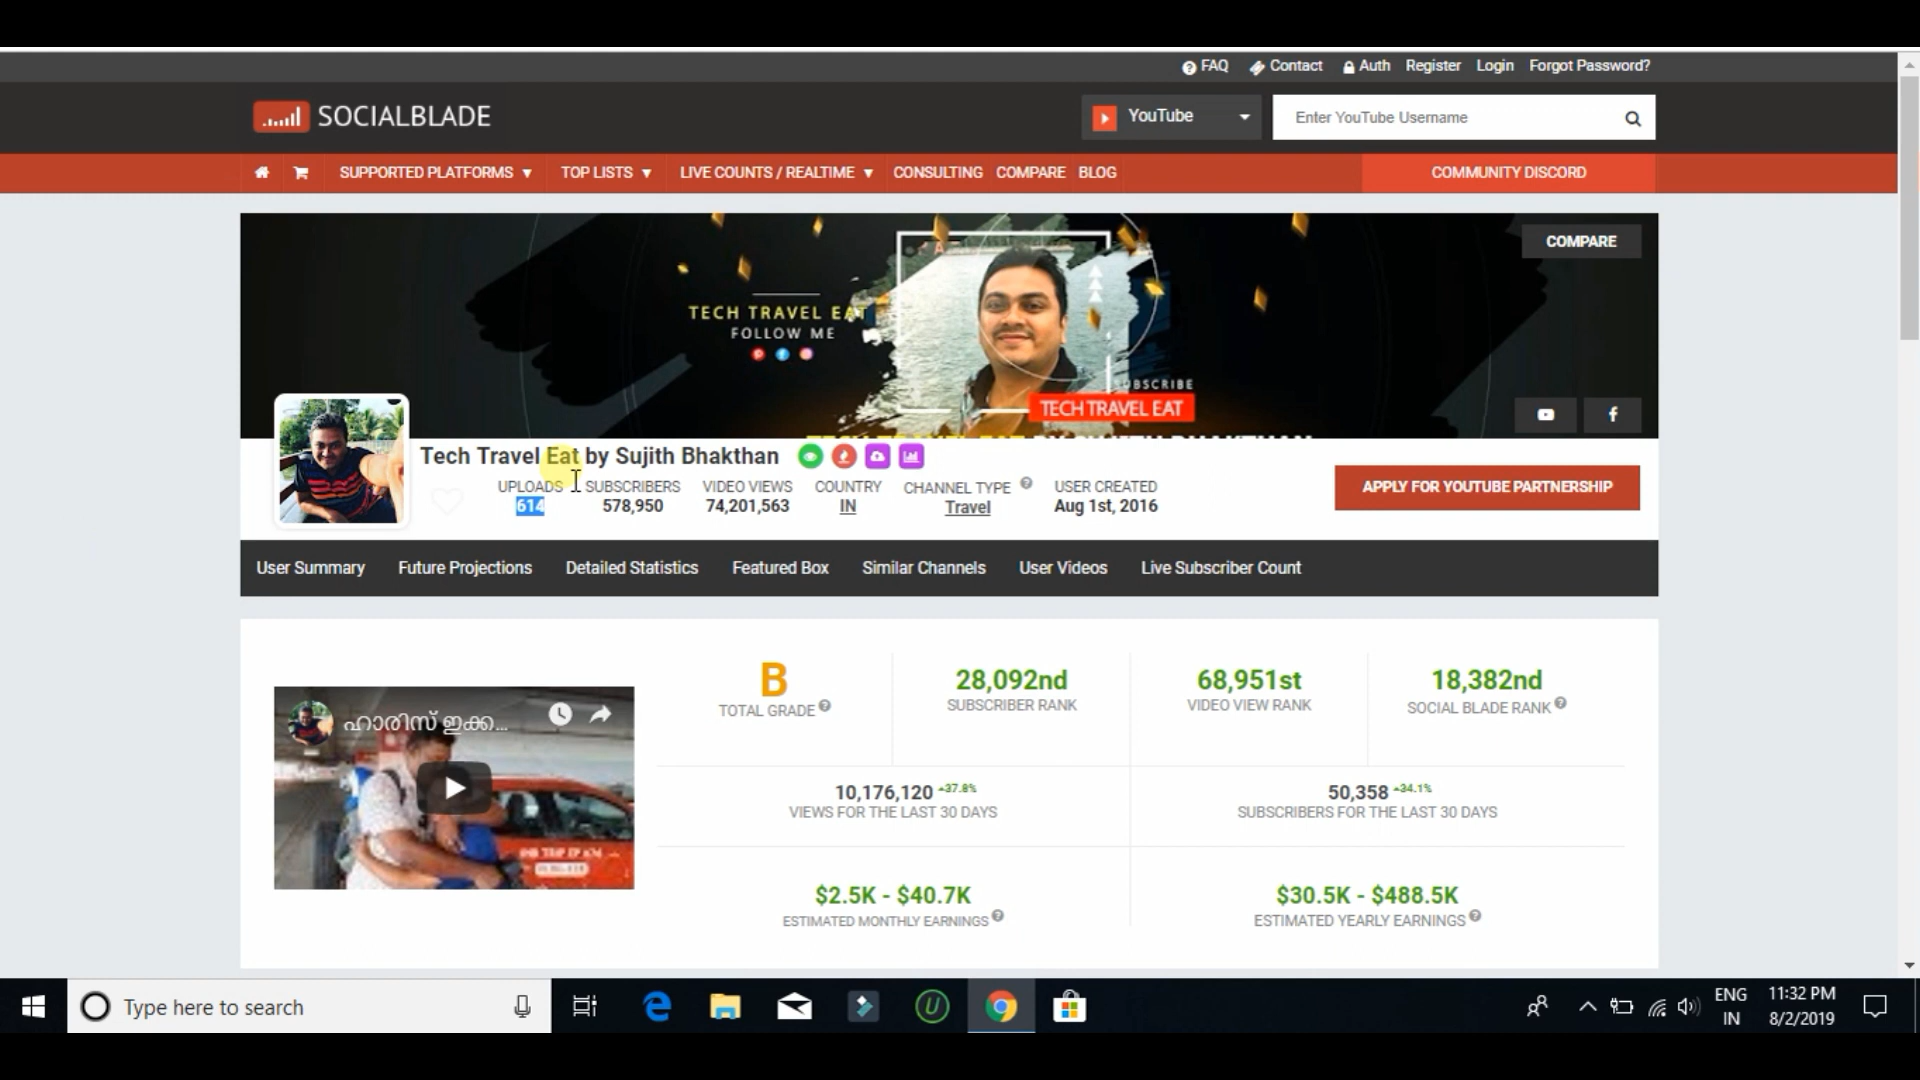 FAQ Contact Auth Register Login Forgot Password?
SOCIALBLADE
YouTube
Enter YouTube Username
SUPPORTED PLATFORMS TOP LISTS LIVE COUNTS / REALTIME CONSULTING COMPARE BLOG
COMMUNITY DISCORD
COMPARE
TECH TRAVEL EAT
FOLLOW ME
SUBSCRIBE
TECH TRAVEL EAT
Tech Travel Eat by Sujith Bhakthan
UPLOADS SUBSCRIBERS VIDEO VIEWS COUNTRY CHANNEL TYPE USER CREATED
614 578,950 74,201,563 IN Travel Aug 1st, 2016
APPLY FOR YOUTUBE PARTNERSHIP
User Summary Future Projections Detailed Statistics Featured Box Similar Channels User Videos Live Subscriber Count
ഹാരിസ് ഇക്ക...
B
TOTAL GRADE
28,092nd
SUBSCRIBER RANK
68,951st
VIDEO VIEW RANK
18,382nd
SOCIAL BLADE RANK
10,176,120 37.8%
VIEWS FOR THE LAST 30 DAYS
50,358 34.1%
SUBSCRIBERS FOR THE LAST 30 DAYS
$2.5K - $40.7K
ESTIMATED MONTHLY EARNINGS
$30.5K - $488.5K
ESTIMATED YEARLY EARNINGS
Type here to search
ENG
IN
11:32 PM
8/2/2019